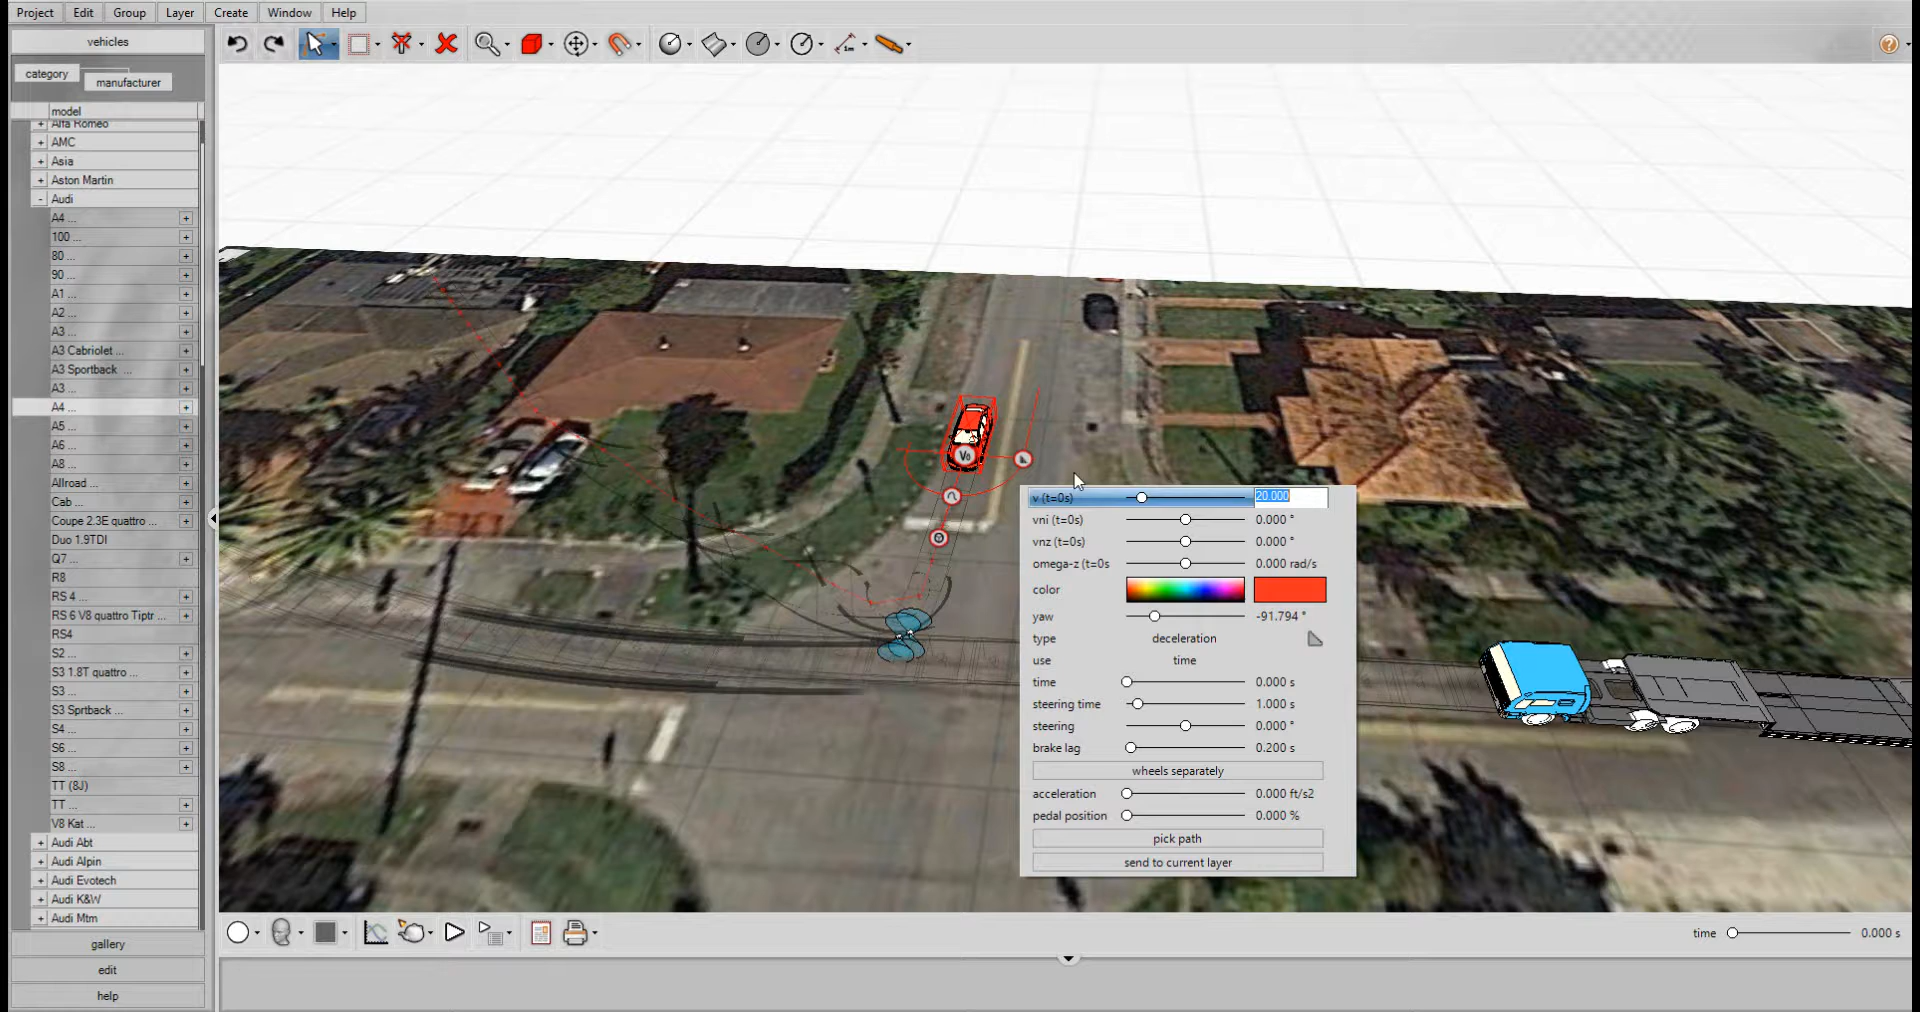 Project Edit Group Layer Create Window Help
vehicles
category
manufacturer
model
+ Alfa Romeo
+ AMC
+ Asia
+ Aston Martin
- Audi
A4 ... +
100 ... +
80 ... +
90 ... +
A1 ... +
A2 ... +
A3 ... +
A3 Cabriolet ... +
A3 Sportback ... +
A3 ... +
A4 ... +
A5 ... +
A6 ... +
A8 ... +
Allroad ... +
Cab ... +
Coupe 2.3E quattro ... +
Duo 1.9TDI
Q7 ... +
R8
RS 4 ... +
RS 6 V8 quattro Tiptr ... +
RS4
S2 ... +
S3 1.8T quattro ... +
S3 ... +
S3 Sprtback ... +
S4 ... +
S6 ... +
S8 ... +
TT (8J)
TT ... +
V8 Kat ... +
+ Audi Abt
+ Audi Alpin
+ Audi Evotech
+ Audi K&W
+ Audi Mtm
gallery
edit
help
1m
?
V0
v (t=0s) 20.000
vni (t=0s) 0.000 °
vnz (t=0s) 0.000 °
omega-z (t=0s 0.000 rad/s
color
yaw -91.794 °
type deceleration
use time
time 0.000 s
steering time 1.000 s
steering 0.000 °
brake lag 0.200 s
wheels separately
acceleration 0.000 ft/s2
pedal position 0.000 %
pick path
send to current layer
time 0.000 s